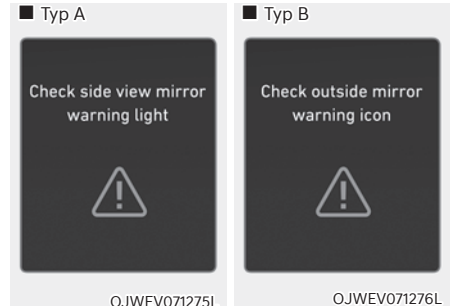 ■ Typ A
Check side view mirror
warning light
OJWEV071275L
■ Typ B
Check outside mirror
warning icon
OJWEV071276L